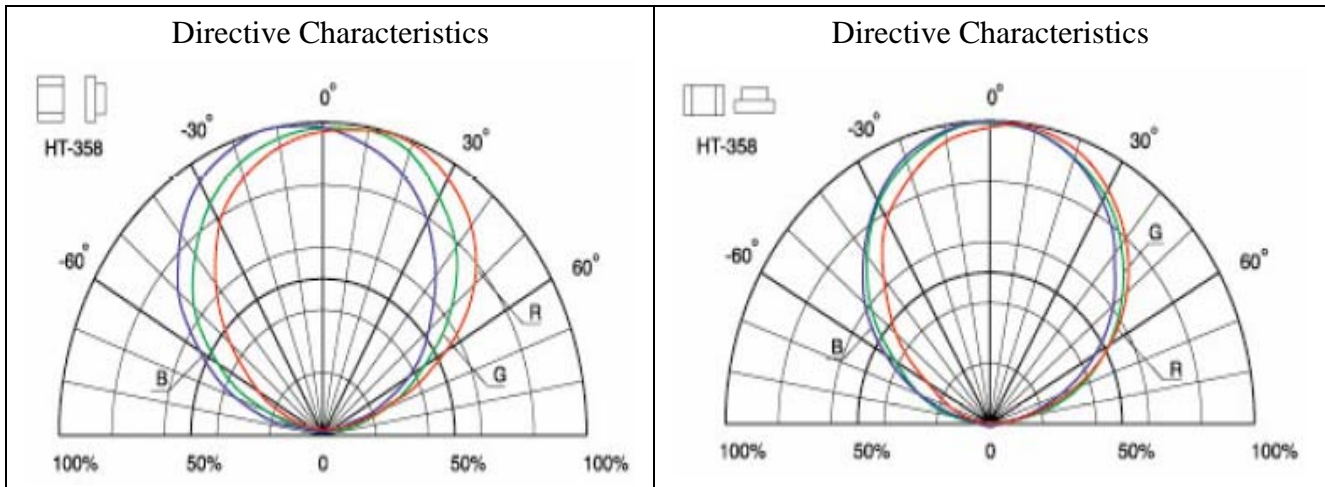 Directive Characteristics
HT-358
0°
-30°
30°
-60°
60°
R
B
G
100% 50% 0 50% 100%
Directive Characteristics
HT-358
0°
-30°
30°
G
-60°
60°
B
R
100% 50% 0 50% 100%